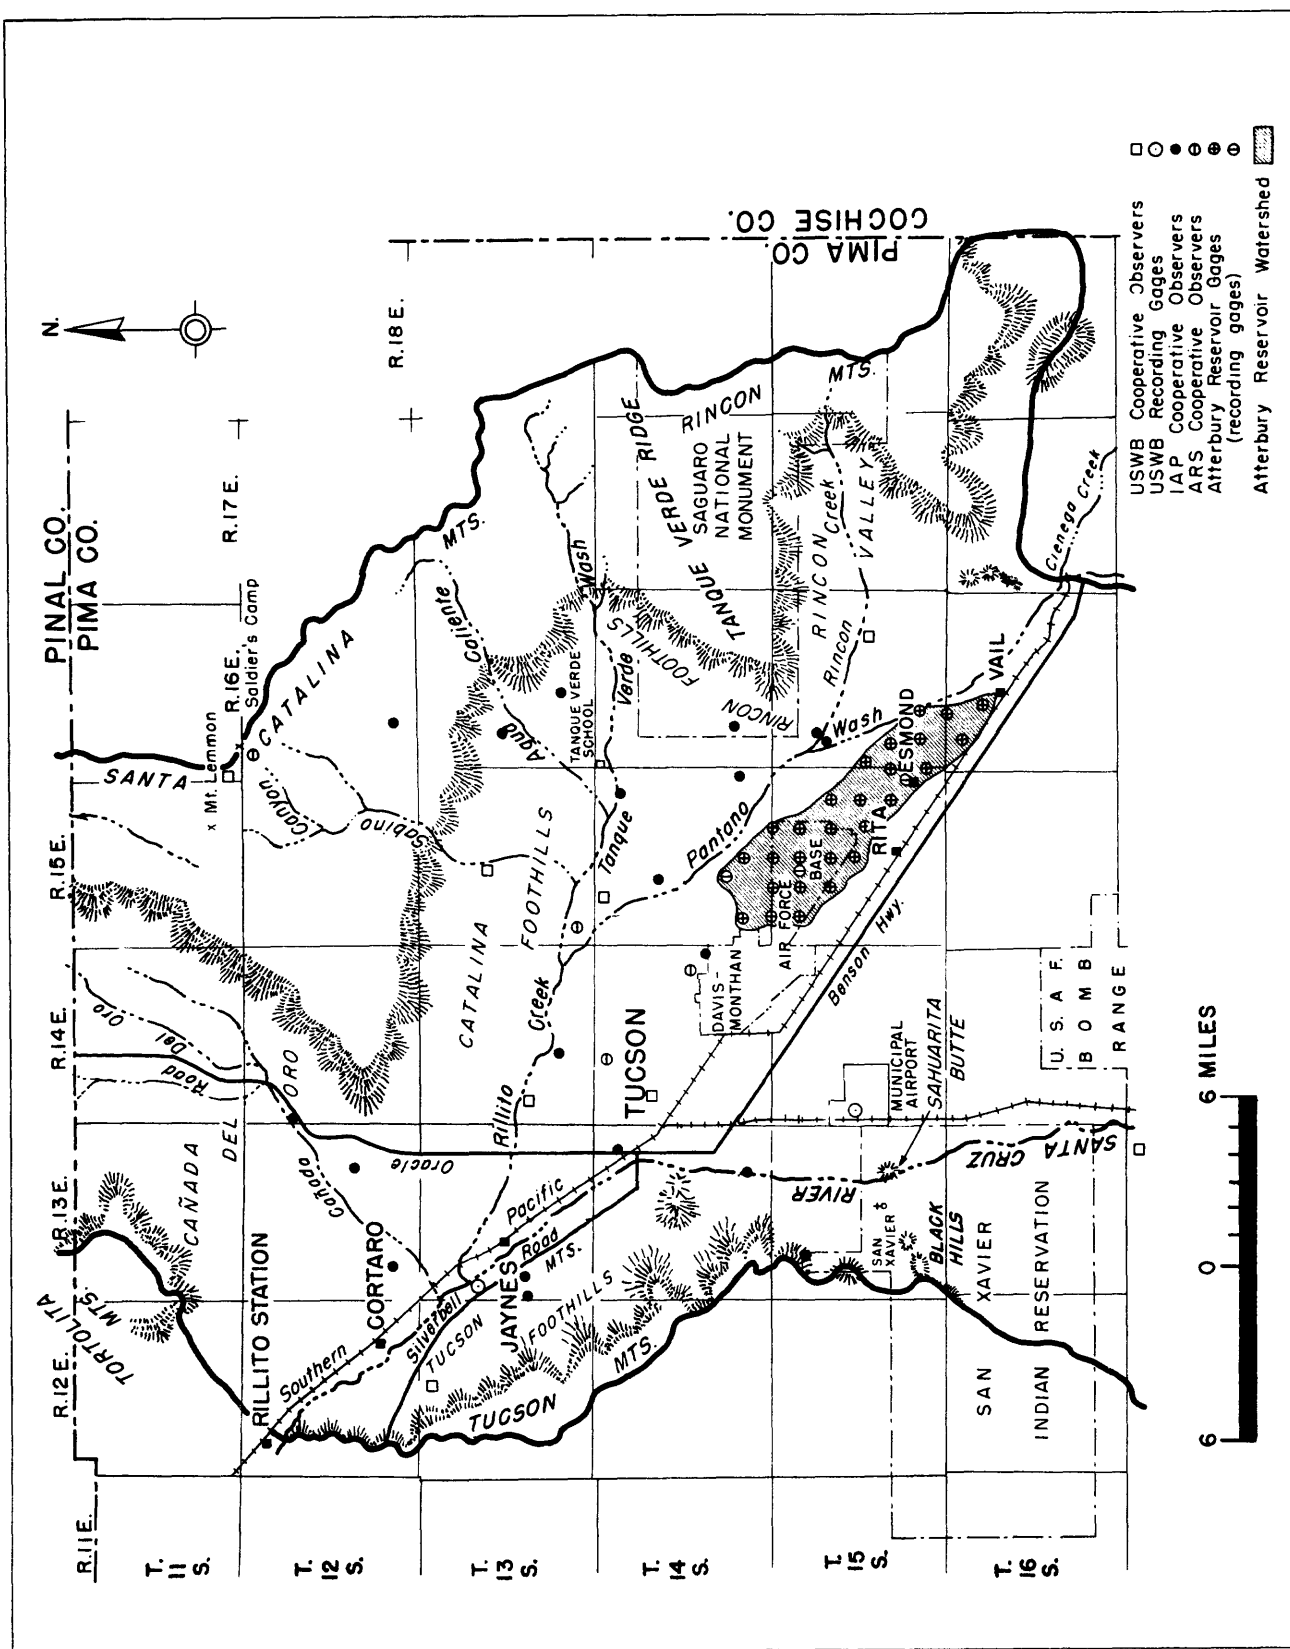 N.
PINAL CO.
PIMA CO.
R.11E.
R.12E.
R.13E.
R.14E.
R.15E.
R.16E.
R.17E.
R.18E.
T.
11
S.
T.
12
S.
T.
13
S.
T.
14
S.
T.
15
S.
T.
16
S.
TORTOLITA
MTS.
CAÑADA
DEL
ORO
Oro
Del
Road
Cañada
Oracle
SANTA
CATALINA
MTS.
x Mt. Lemmon
Soldier's Camp
Canyon
Sabino
RILLITO STATION
CORTARO
Southern
Pacific
Silverbell
Road
JAYNES
TUCSON
MTS.
FOOTHILLS
TUCSON
MTS.
Rillito
Creek
CATALINA
FOOTHILLS
Agua
Caliente
TANQUE VERDE
SCHOOL
Tanque
Verde
Wash
FOOTHILLS
RINCON
TANQUE VERDE RIDGE
SAGUARO
NATIONAL
MONUMENT
RINCON
MTS.
PIMA CO.
COCHISE CO.
TUCSON
DAVIS-
MONTHAN
AIR FORCE
BASE
Pantano
Wash
RINCON
VALLEY
Rincon
Creek
RITA
DESMOND
VAIL
Cienega Creek
Benson Hwy.
MUNICIPAL
AIRPORT
SAHUARITA
BUTTE
SANTA
CRUZ
RIVER
SAN
XAVIER
BLACK
HILLS
SAN XAVIER
INDIAN RESERVATION
U. S. A. F.
BOMB
RANGE
6 0 6 MILES
USWB Cooperative Observers
USWB Recording Gages
IAP Cooperative Observers
ARS Cooperative Observers
Atterbury Reservoir Gages
(recording gages)
Atterbury Reservoir Watershed